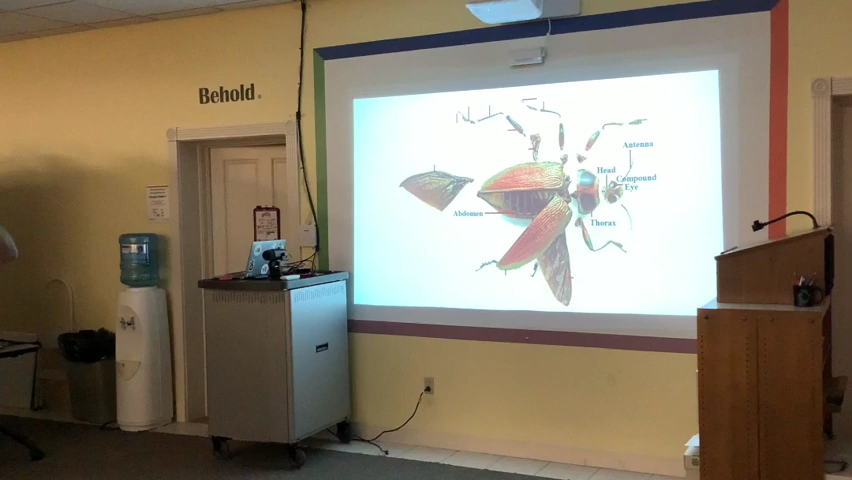 Behold.
Antenna
Head
Compound
Eye
Abdomen
Thorax